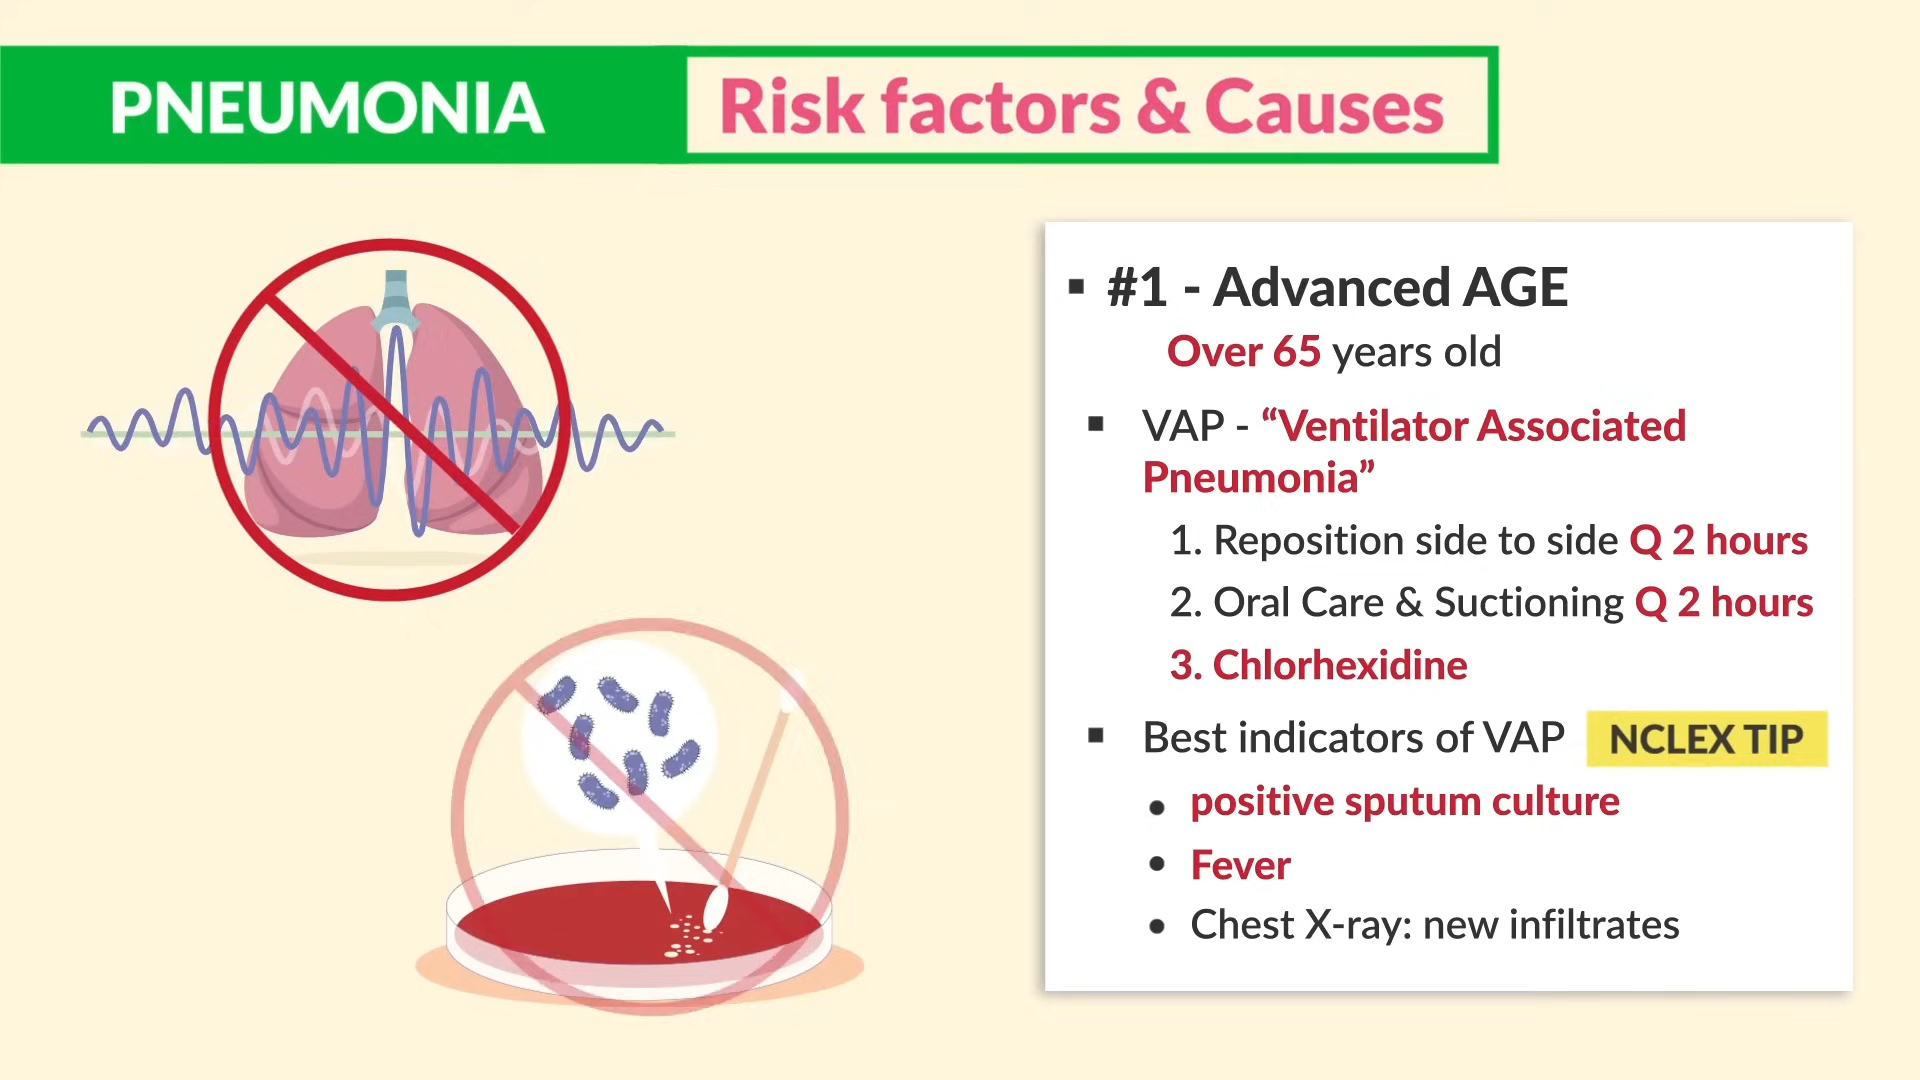 PNEUMONIA Risk factors & Causes
▪ #1 - Advanced AGE
Over 65 years old
▪ VAP - “Ventilator Associated
Pneumonia”
1. Reposition side to side Q 2 hours
2. Oral Care & Suctioning Q 2 hours
3. Chlorhexidine
▪ Best indicators of VAP NCLEX TIP
• positive sputum culture
• Fever
• Chest X-ray: new infiltrates